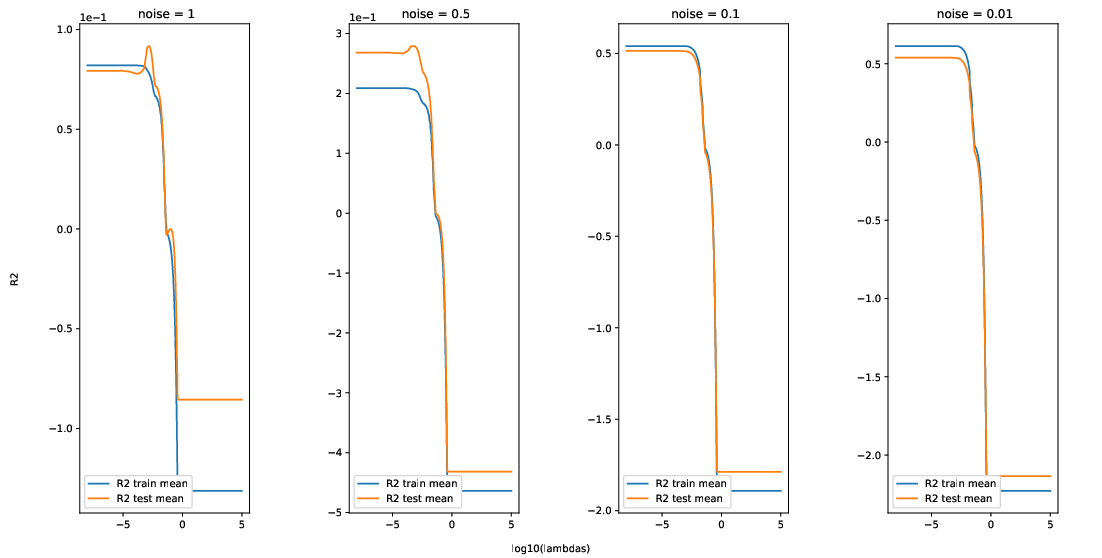 noise = 1
1e−1
1.0
0.5
0.0
−0.5
−1.0
−5
0
5
R2 train mean
R2 test mean
noise = 0.5
1e−1
3
2
1
0
−1
−2
−3
−4
−5
−5
0
5
R2 train mean
R2 test mean
noise = 0.1
0.5
0.0
−0.5
−1.0
−1.5
−2.0
−5
0
5
R2 train mean
R2 test mean
noise = 0.01
0.5
0.0
−0.5
−1.0
−1.5
−2.0
−5
0
5
R2 train mean
R2 test mean
R2
log10(lambdas)